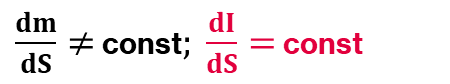 dm/dS ≠ const; dI/dS = const